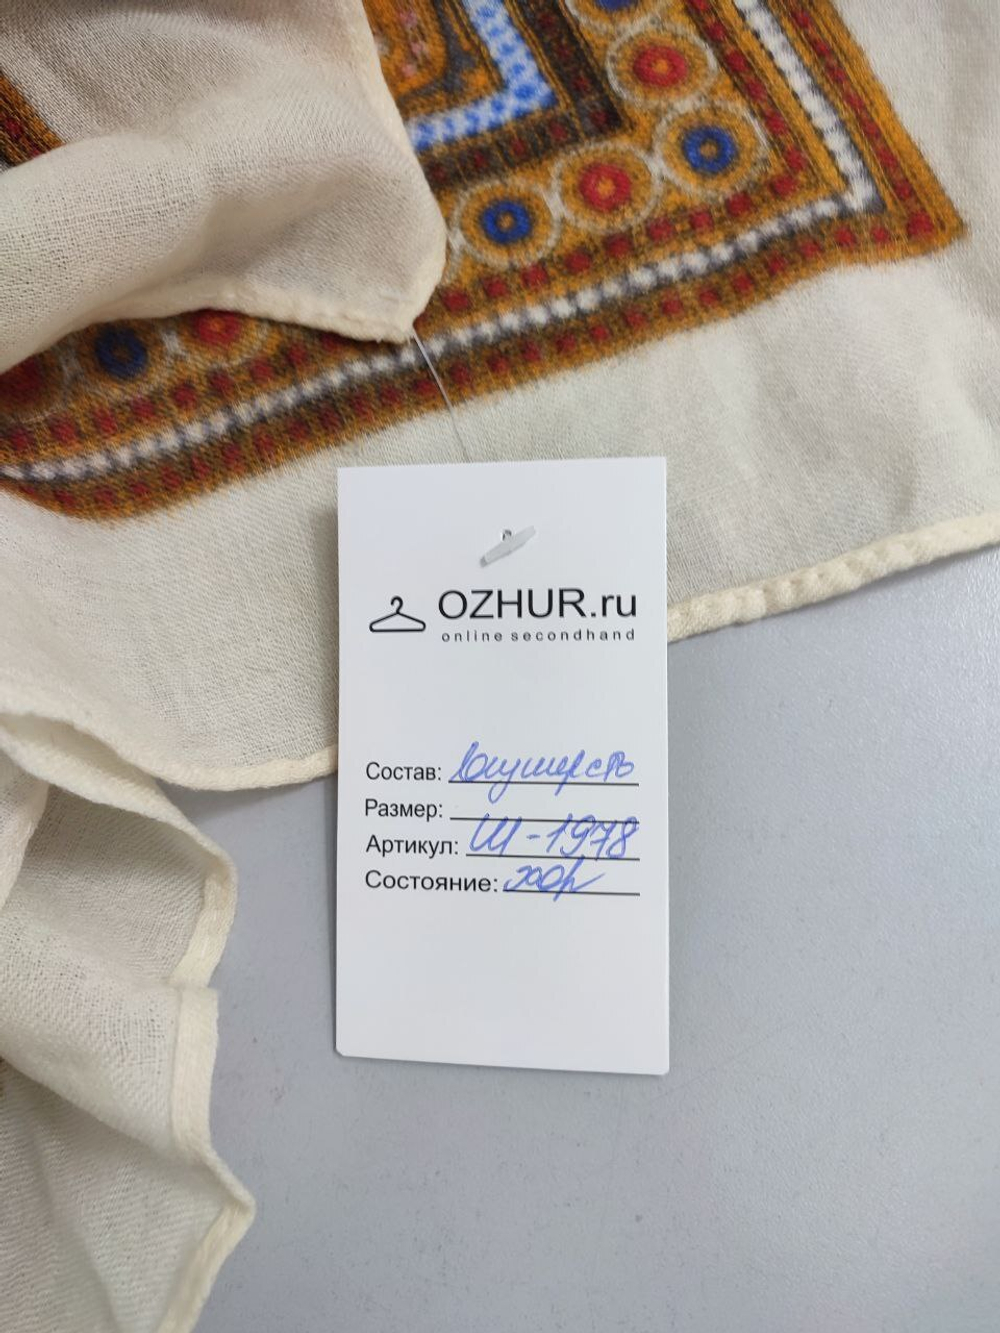 OZHUR.ru
online secondhand
Состав: полушерсть
Размер:
Артикул: Ш-1978
Состояние: хор